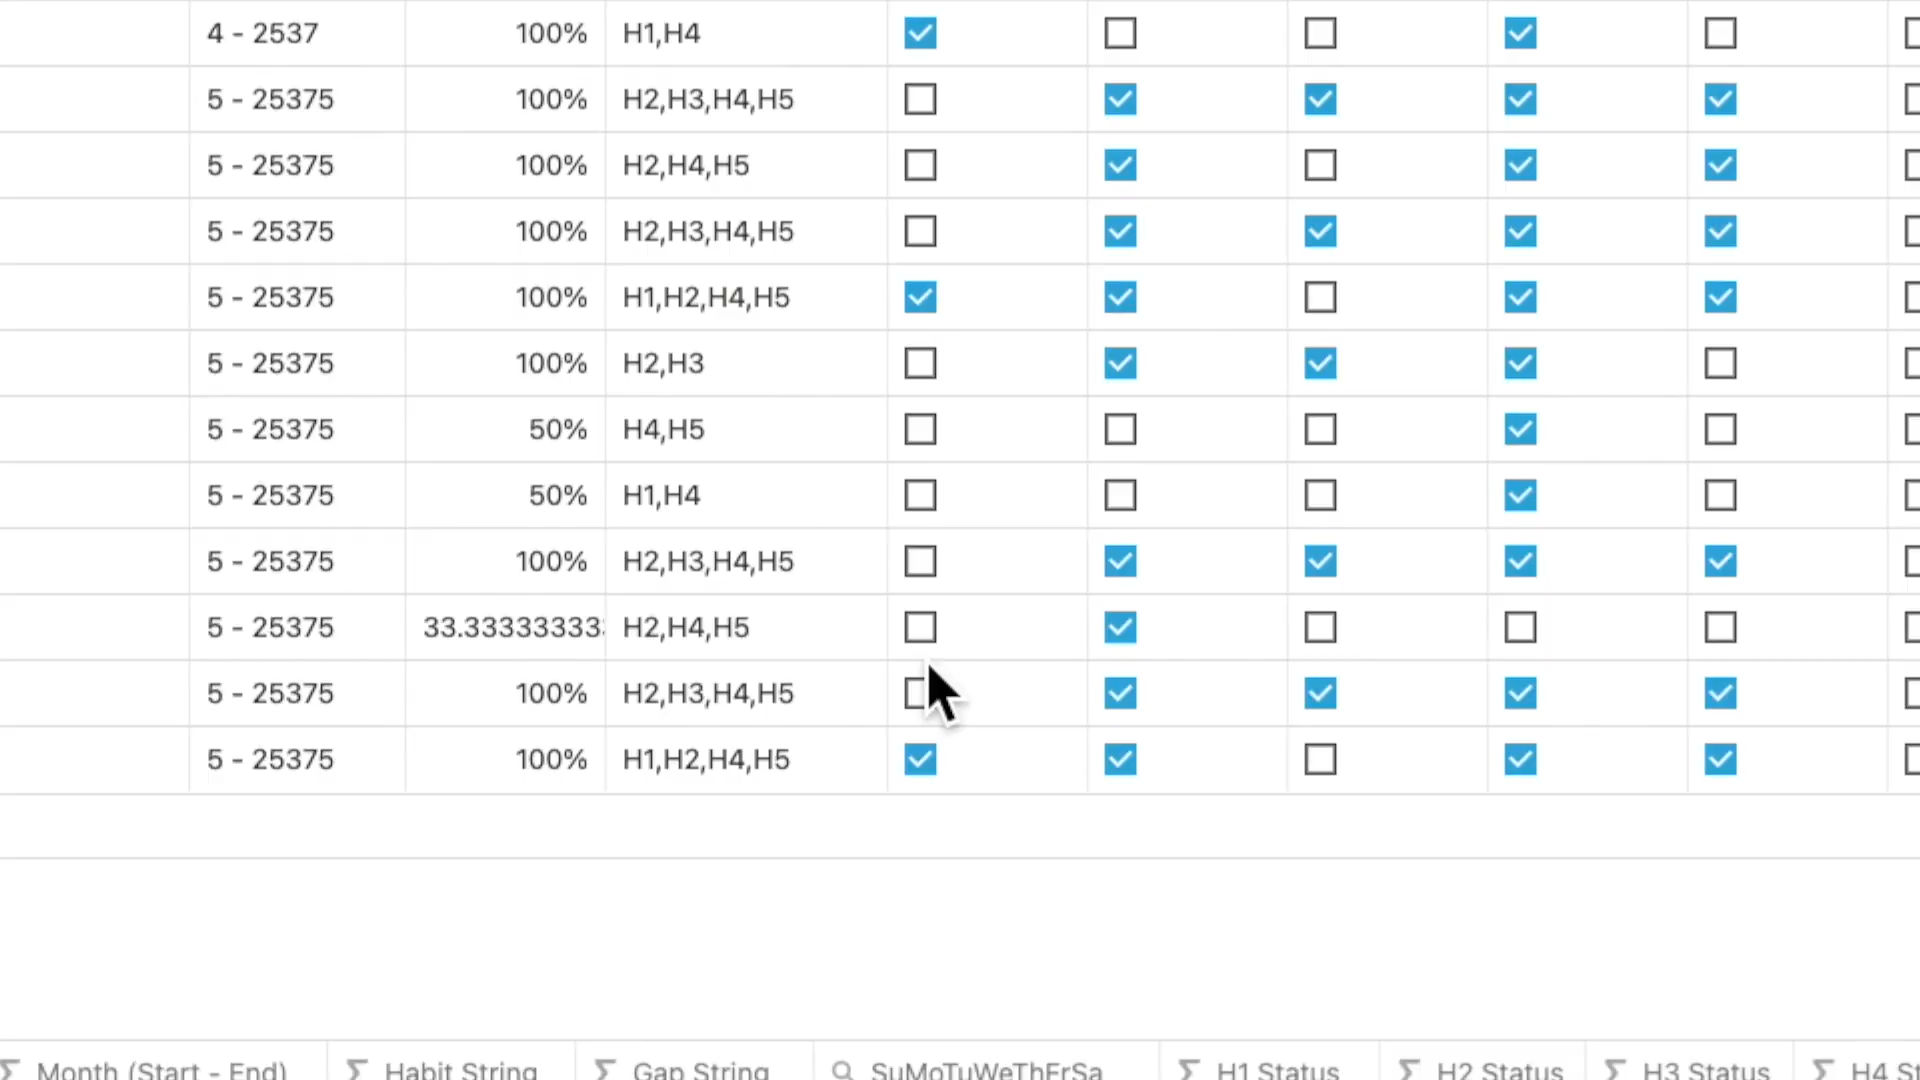 4 - 2537 100% H1,H4
5 - 25375 100% H2,H3,H4,H5
5 - 25375 100% H2,H4,H5
5 - 25375 100% H2,H3,H4,H5
5 - 25375 100% H1,H2,H4,H5
5 - 25375 100% H2,H3
5 - 25375 50% H4,H5
5 - 25375 50% H1,H4
5 - 25375 100% H2,H3,H4,H5
5 - 25375 33.333333333 H2,H4,H5
5 - 25375 100% H2,H3,H4,H5
5 - 25375 100% H1,H2,H4,H5
Month (Start - End) Habit String Gap String SuMoTuWeThFrSa H1 Status H2 Status H3 Status H4 St